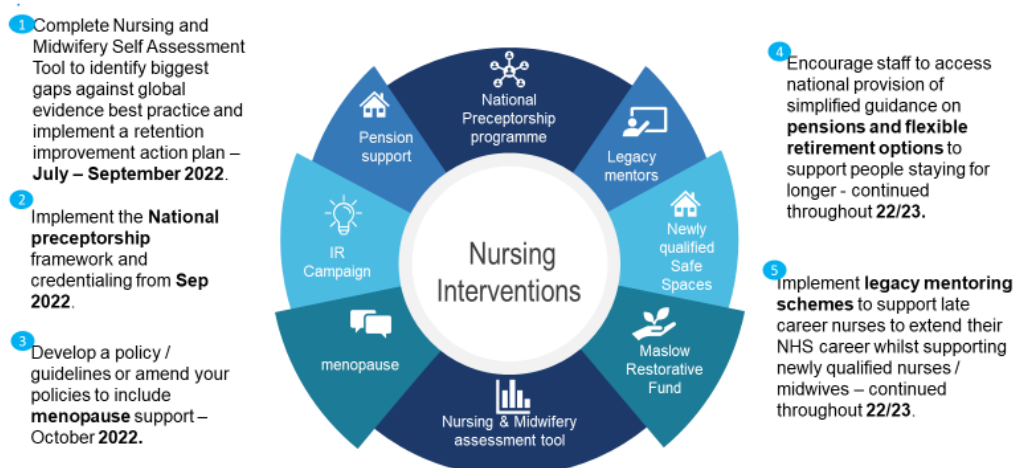 1
Complete Nursing and
Midwifery Self Assessment
Tool to identify biggest
gaps against global
evidence best practice and
implement a retention
improvement action plan –
July – September 2022.
2
Implement the National
preceptorship
framework and
credentialing from Sep
2022.
3
Develop a policy /
guidelines or amend your
policies to include
menopause support –
October 2022.
National
Preceptorship
programme
Legacy
mentors
Newly
qualified
Safe
Spaces
Maslow
Restorative
Fund
Nursing & Midwifery
assessment tool
menopause
IR
Campaign
Pension
support
Nursing
Interventions
4
Encourage staff to access
national provision of
simplified guidance on
pensions and flexible
retirement options to
support people staying for
longer - continued
throughout 22/23.
5
Implement legacy mentoring
schemes to support late
career nurses to extend their
NHS career whilst supporting
newly qualified nurses /
midwives – continued
throughout 22/23.